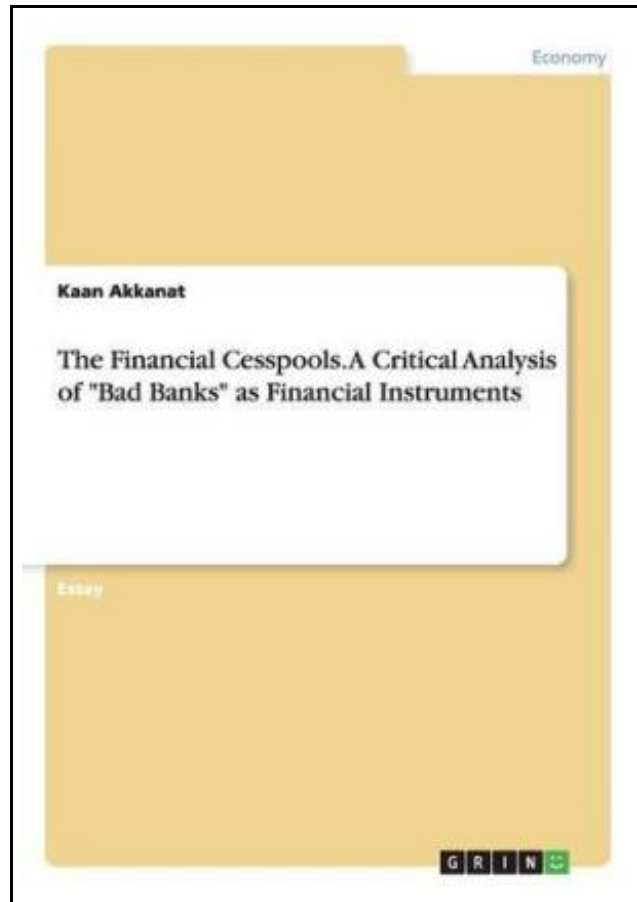 Economy
Kaan Akkanat
The Financial Cesspools. A Critical Analysis
of "Bad Banks" as Financial Instruments
Essay
GRIN